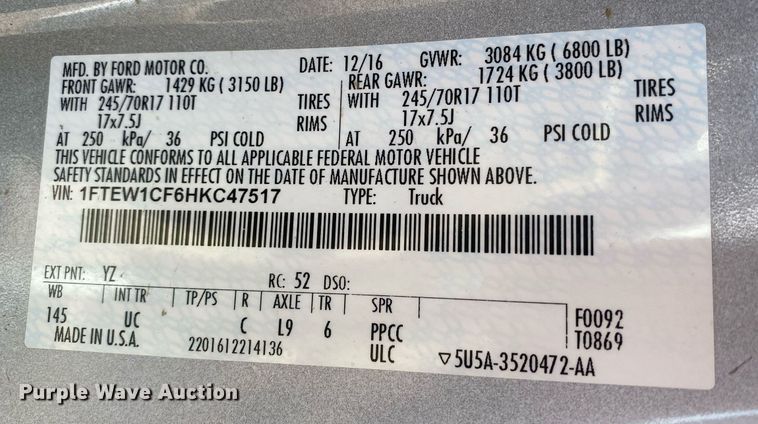 MFD. BY FORD MOTOR CO. DATE: 12/16 GVWR: 3084 KG ( 6800 LB)
FRONT GAWR: 1429 KG ( 3150 LB) REAR GAWR: 1724 KG ( 3800 LB)
WITH 245/70R17 110T TIRES WITH 245/70R17 110T TIRES
17x7.5J RIMS 17x7.5J RIMS
AT 250 kPa/ 36 PSI COLD AT 250 kPa/ 36 PSI COLD
THIS VEHICLE CONFORMS TO ALL APPLICABLE FEDERAL MOTOR VEHICLE
SAFETY STANDARDS IN EFFECT ON THE DATE OF MANUFACTURE SHOWN ABOVE.
VIN: 1FTEW1CF6HKC47517 TYPE: Truck
EXT PNT: YZ RC: 52 DSO:
WB INT TR TP/PS R AXLE TR SPR
145 UC C L9 6 PPCC F0092
MADE IN U.S.A. 2201612214136 ULC T0869
▽5U5A-3520472-AA
Purple Wave Auction